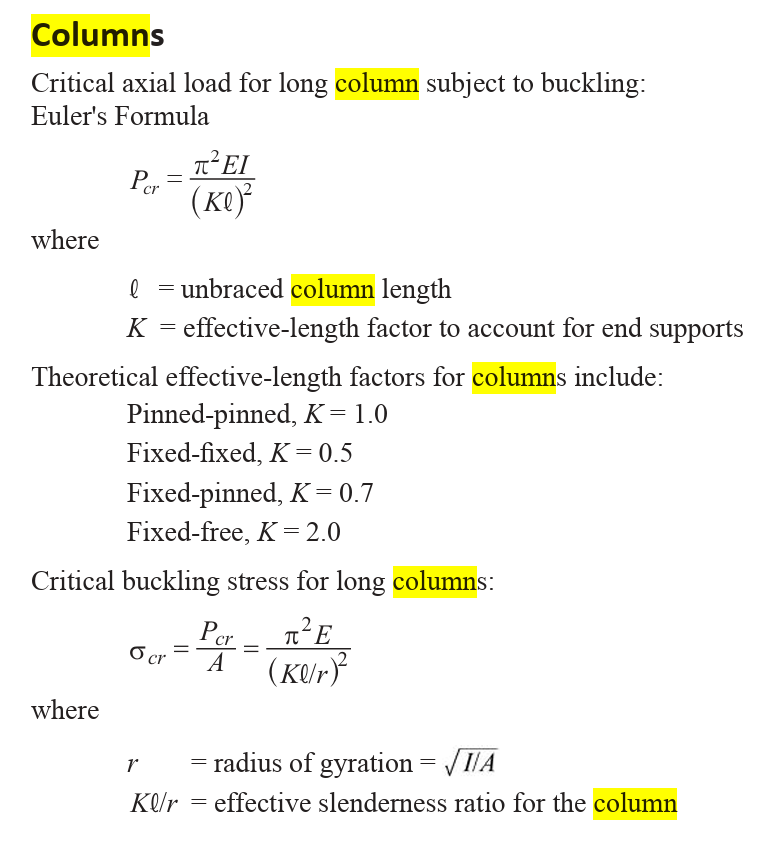 Columns
Critical axial load for long column subject to buckling:
Euler's Formula
P_cr = π²EI / (Kℓ)²
where
ℓ = unbraced column length
K = effective-length factor to account for end supports
Theoretical effective-length factors for columns include:
Pinned-pinned, K = 1.0
Fixed-fixed, K = 0.5
Fixed-pinned, K = 0.7
Fixed-free, K = 2.0
Critical buckling stress for long columns:
σ_cr = P_cr / A = π²E / (Kℓ/r)²
where
r = radius of gyration = √I/A
Kℓ/r = effective slenderness ratio for the column